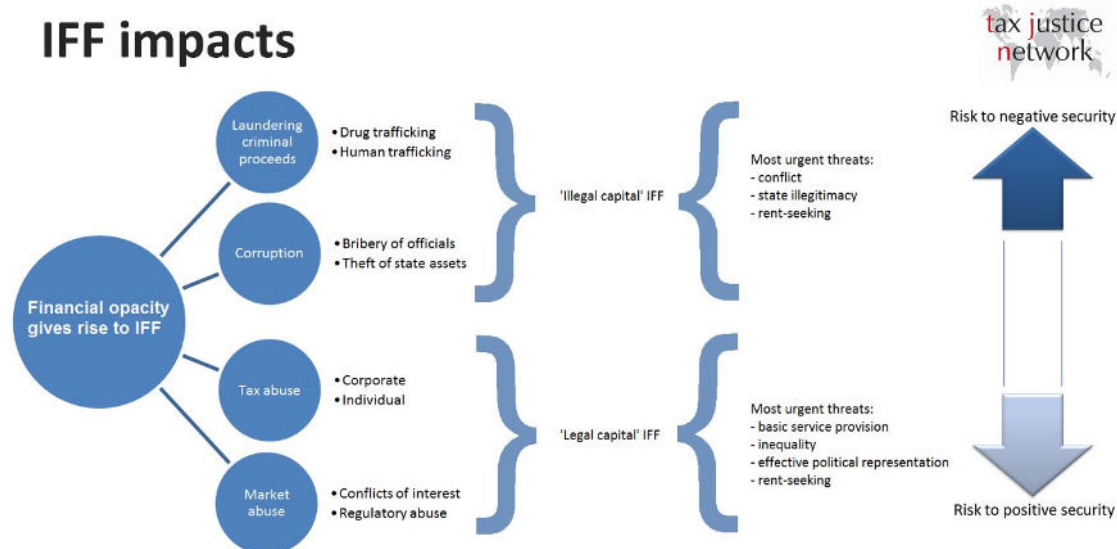 IFF impacts
tax justice
network
Financial opacity
gives rise to IFF
Laundering
criminal
proceeds
• Drug trafficking
• Human trafficking
Corruption
• Bribery of officials
• Theft of state assets
'Illegal capital' IFF
Most urgent threats:
- conflict
- state illegitimacy
- rent-seeking
Tax abuse
• Corporate
• Individual
Market
abuse
• Conflicts of interest
• Regulatory abuse
'Legal capital' IFF
Most urgent threats:
- basic service provision
- inequality
- effective political representation
- rent-seeking
Risk to negative security
Risk to positive security